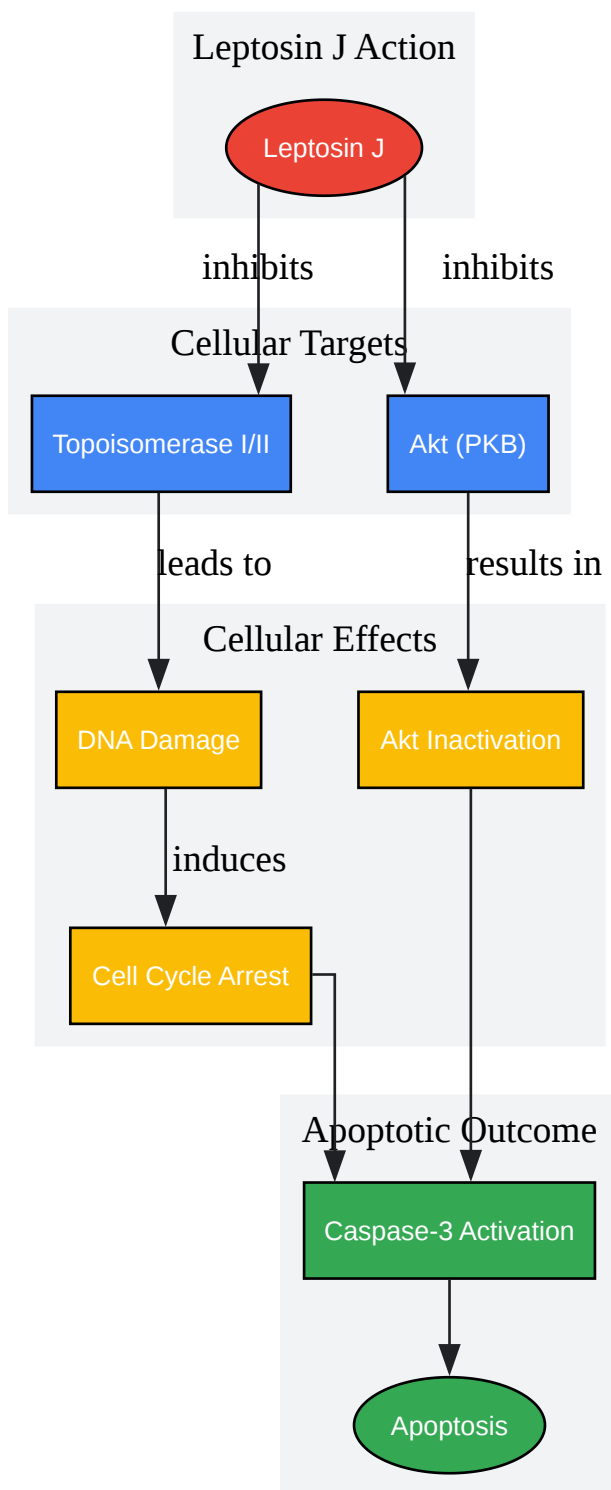 Leptosin J Action
Leptosin J
inhibits
inhibits
Cellular Targets
Topoisomerase I/II
Akt (PKB)
leads to
results in
Cellular Effects
DNA Damage
Akt Inactivation
induces
Cell Cycle Arrest
Apoptotic Outcome
Caspase-3 Activation
Apoptosis